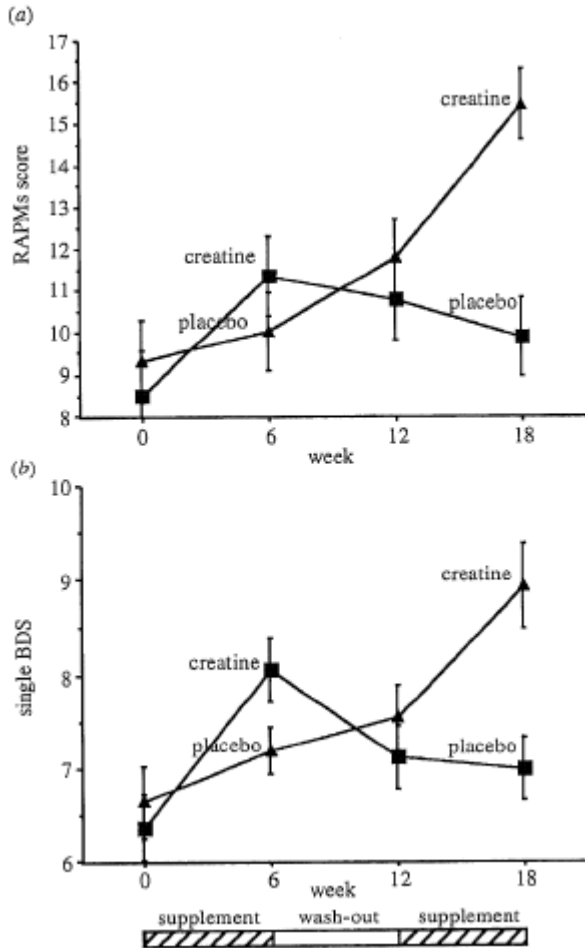 (a)
17
16
15
14
13
12
11
10
9
8
RAPMs score
creatine
creatine
placebo
placebo
0 6 12 18
week
(b)
10
9
8
7
6
single BDS
creatine
creatine
placebo
placebo
0 6 12 18
week
supplement wash-out supplement